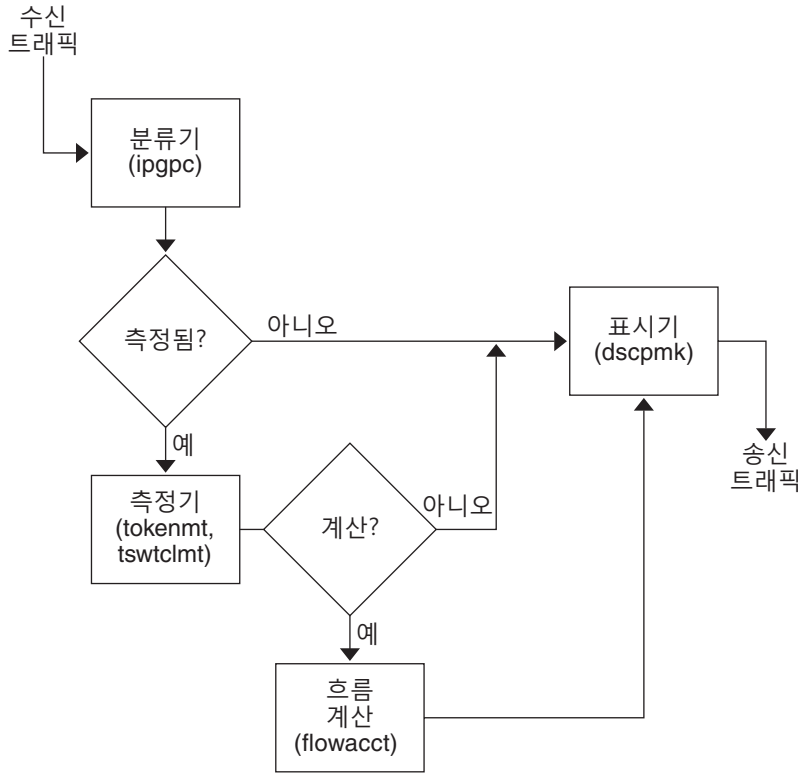 수신
트래픽
분류기
(ipgpc)
측정됨?
아니오
표시기
(dscpmk)
예
송신
트래픽
측정기
(tokenmt,
tswtclmt)
계산?
아니오
예
흐름
계산
(flowacct)